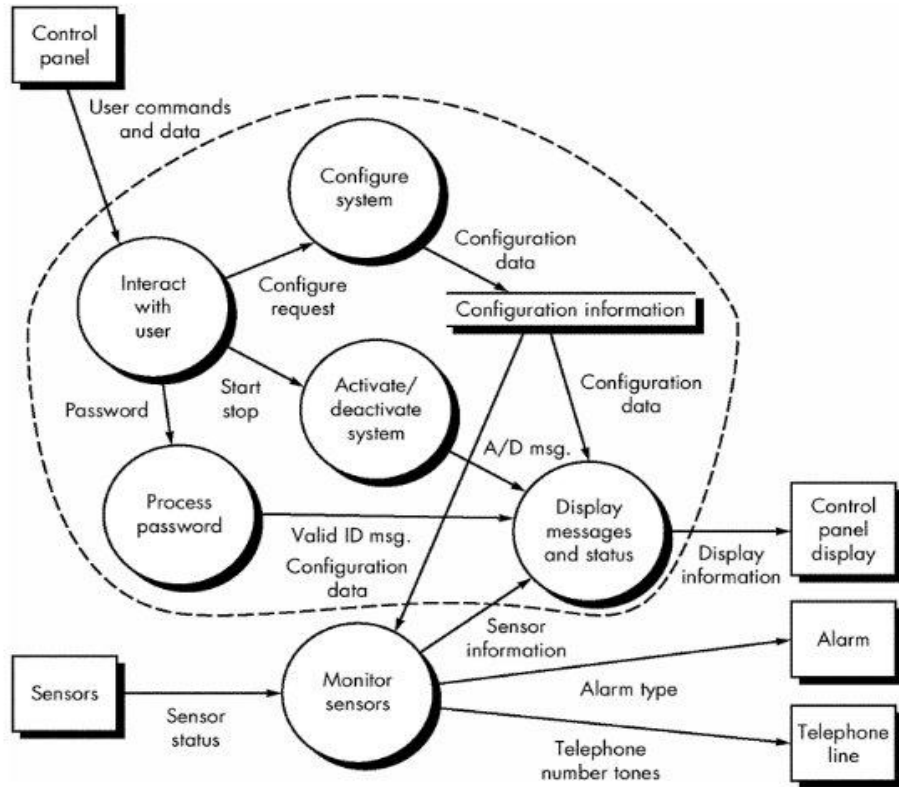 Control
panel
User commands
and data
Configure
system
Configuration
data
Interact
with
user
Configure
request
Configuration information
Configuration
data
Start
stop
Activate/
deactivate
system
Password
A/D msg.
Process
password
Valid ID msg.
Configuration
data
Display
messages
and status
Display
information
Control
panel
display
Sensor
information
Alarm
Sensors
Sensor
status
Monitor
sensors
Alarm type
Telephone
number tones
Telephone
line